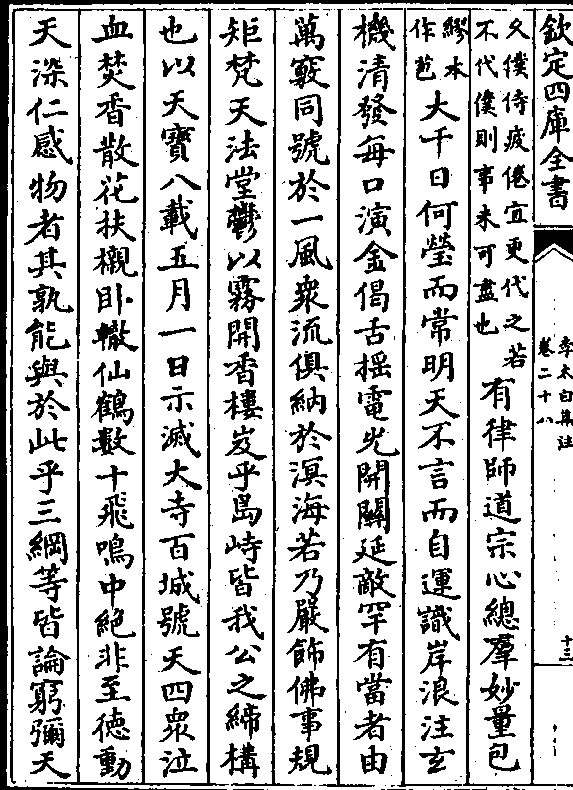 欽定四庫全書
李太白集注
卷二十八
十三
久僕侍疲倦宜更代之若
不代僕則事未可盡也
有律師道宗心總羣妙量包
繆本
作苞
大千日何瑩而常明天不言而自運識岸浪注玄
機清發每口演金偈舌揺電光開關延敵罕有當者由
萬竅同號於一風衆流俱納於溟海若乃嚴飾佛事規
矩梵天法堂鬱以霧開香樓岌乎島峙皆我公之締構
也以天寳八載五月一日示滅大寺百城號天四衆泣
血焚香散花扶櫬卧轍仙鶴數十飛鳴中絶非至德動
天深仁感物者其孰能與於此乎三綱等皆論窮彌天